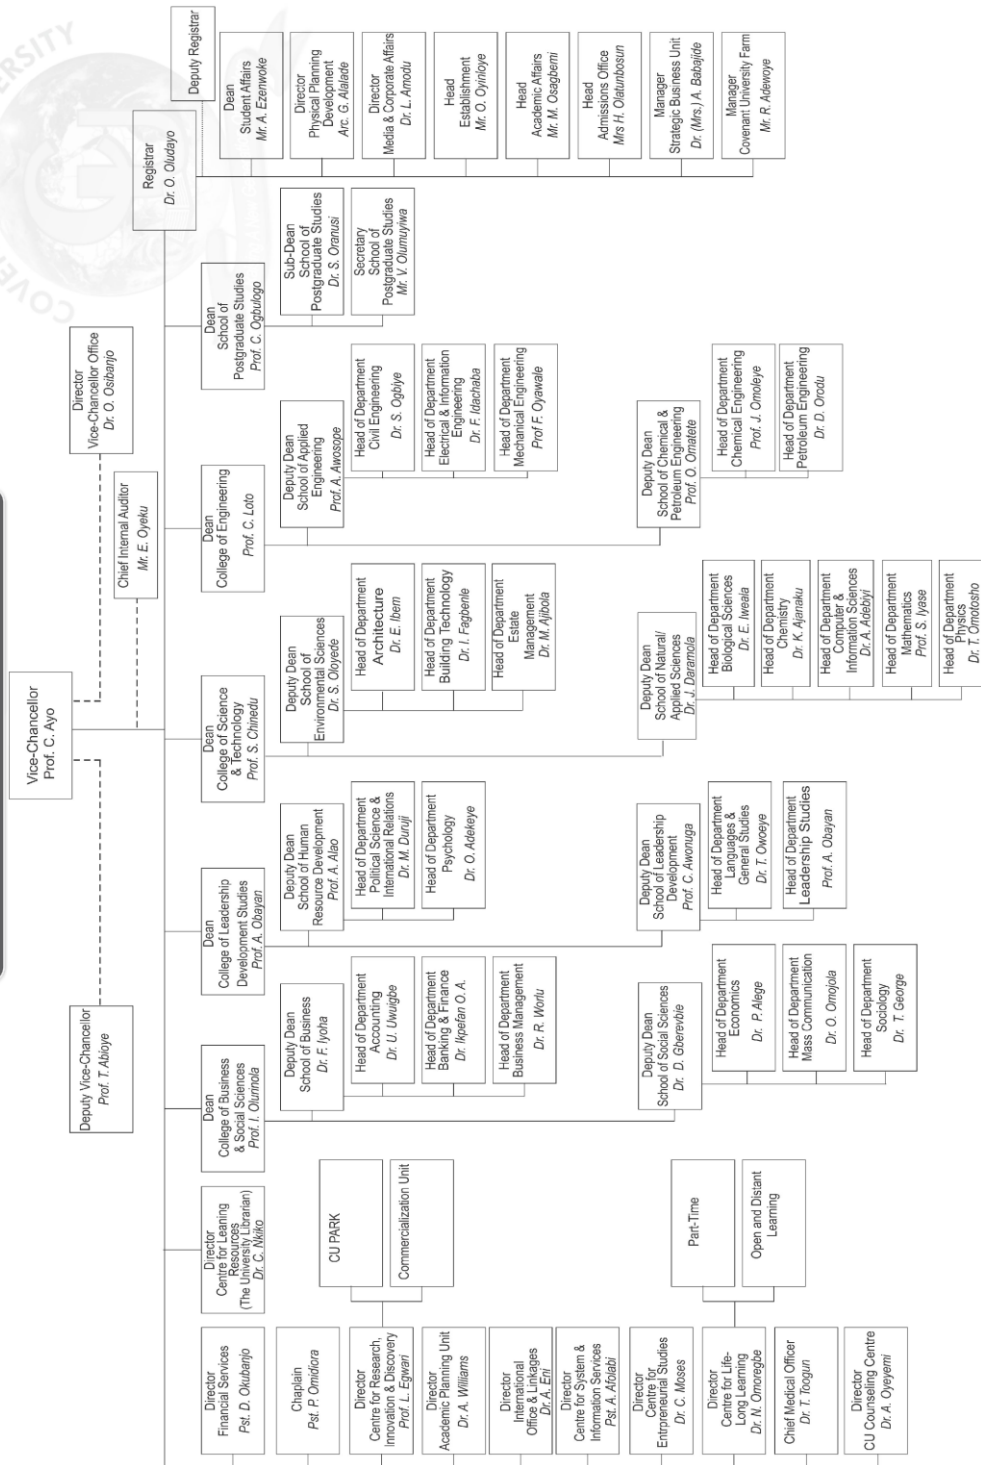 Vice-Chancellor
Prof. C. Ayo
Deputy Vice-Chancellor
Prof. T. Abioye
Director
Vice-Chancellor Office
Dr. O. Osibanjo
Chief Internal Auditor
Mr. E. Oyeku
Director
Financial Services
Pst. D. Okubanjo
Chaplain
Pst. P. Omidiora
Director
Centre for Research,
Innovation & Discovery
Prof. L. Egwari
CU PARK
Commercialization Unit
Director
Academic Planning Unit
Dr. A. Williams
Director
International
Office & Linkages
Dr. A. Eni
Director
Centre for System &
Information Services
Pst. A. Afolabi
Director
Centre for
Entrpreneurial Studies
Dr. C. Moses
Director
Centre for Life-
Long Learning
Dr. N. Omoregbe
Part-Time
Open and Distant
Learning
Chief Medical Officer
Dr. T. Toogun
Director
CU Counseling Centre
Dr. A. Oyeyemi
Director
Centre for Leaning
Resources
(The University Librarian)
Dr. C. Nkiko
Dean
College of Business
& Social Sciences
Prof. I. Olurinola
Deputy Dean
School of Business
Dr. F. Iyoha
Head of Department
Accounting
Dr. U. Uwuigbe
Head of Department
Banking & Finance
Dr. Ikpefan O. A.
Head of Department
Business Management
Dr. R. Worlu
Deputy Dean
School of Social Sciences
Dr. D. Gberevbie
Head of Department
Economics
Dr. P. Alege
Head of Department
Mass Communication
Dr. O. Omojola
Head of Department
Sociology
Dr. T. George
Dean
College of Leadership
Development Studies
Prof. A. Obayan
Deputy Dean
School of Human
Resource Development
Prof. A. Alao
Head of Department
Political Science &
International Relations
Dr. M. Duruji
Head of Department
Psychology
Dr. O. Adekeye
Deputy Dean
School of Leadership
Development
Prof. C. Awonuga
Head of Department
Languages &
General Studies
Dr. T. Owoeye
Head of Department
Leadership Studies
Prof. A. Obayan
Dean
College of Science
& Technology
Prof. S. Chinedu
Deputy Dean
School of
Environmental Sciences
Dr. S. Oloyede
Head of Department
Architecture
Dr. E. Ibem
Head of Department
Building Technology
Dr. I. Fagbenle
Head of Department
Estate
Management
Dr. M. Ajibola
Deputy Dean
School of Natural/
Applied Sciences
Dr. J. Daramola
Head of Department
Biological Sciences
Dr. E. Iweala
Head of Department
Chemistry
Dr. K. Ajanaku
Head of Department
Computer &
Information Sciences
Dr. A. Adebiyi
Head of Department
Mathematics
Prof. S. Iyase
Head of Department
Physics
Dr. T. Omotosho
Dean
College of Engineering
Prof. C. Loto
Deputy Dean
School of Applied
Engineering
Prof. A. Awosope
Head of Department
Civil Engineering
Dr. S. Ogbiye
Head of Department
Electrical & Information
Engineering
Dr. F. Idachaba
Head of Department
Mechanical Engineering
Prof F. Oyawale
Deputy Dean
School of Chemical &
Petroleum Engineering
Prof. O. Omatete
Head of Department
Chemical Engineering
Prof. J. Omoleye
Head of Department
Petroleum Engineering
Dr. D. Orodu
Dean
School of
Postgraduate Studies
Prof. C. Ogbulogo
Sub-Dean
School of
Postgraduate Studies
Dr. S. Oranusi
Secretary
School of
Postgraduate Studies
Mr. V. Olumuyiwa
Registrar
Dr. O. Oludayo
Deputy Registrar
Dean
Student Affairs
Mr. A. Ezenwoke
Director
Physical Planning
Development
Arc. G. Alalade
Director
Media & Corporate Affairs
Dr. L. Amodu
Head
Establishment
Mr. O. Oyinloye
Head
Academic Affairs
Mr. M. Osagbemi
Head
Admissions Office
Mrs H. Olatunbosun
Manager
Strategic Business Unit
Dr. (Mrs.) A. Babajide
Manager
Covenant University Farm
Mr. R. Adewoye